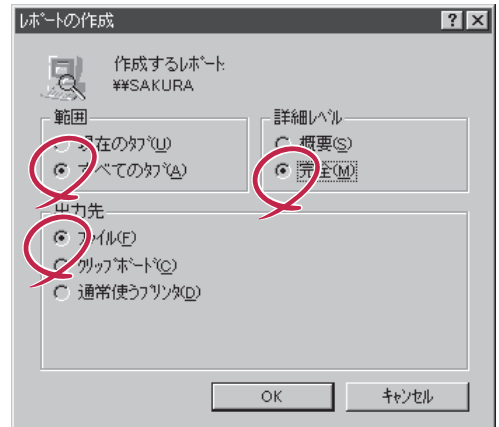 ﾚﾎﾟｰﾄの作成
作成するﾚﾎﾟｰﾄ:
¥¥SAKURA
範囲
現在のﾀﾌﾞ(U)
すべてのﾀﾌﾞ(A)
詳細ﾚﾍﾞﾙ
概要(S)
完全(M)
出力先
ﾌｧｲﾙ(F)
ｸﾘｯﾌﾟﾎﾞｰﾄﾞ(C)
通常使うﾌﾟﾘﾝﾀ(D)
OK
ｷｬﾝｾﾙ